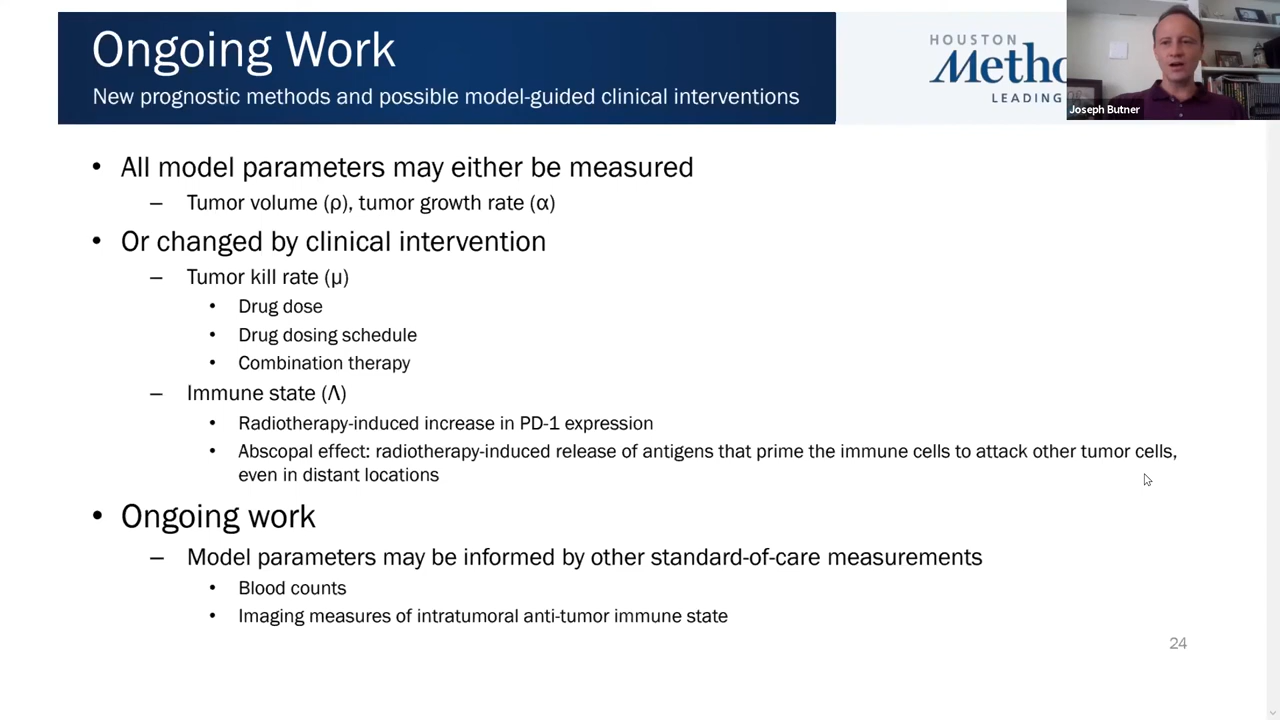 Ongoing Work
New prognostic methods and possible model-guided clinical interventions
HOUSTON
LEADING
Joseph Butner
• All model parameters may either be measured
– Tumor volume (ρ), tumor growth rate (α)
• Or changed by clinical intervention
– Tumor kill rate (μ)
• Drug dose
• Drug dosing schedule
• Combination therapy
– Immune state (Λ)
• Radiotherapy-induced increase in PD-1 expression
• Abscopal effect: radiotherapy-induced release of antigens that prime the immune cells to attack other tumor cells,
even in distant locations
• Ongoing work
– Model parameters may be informed by other standard-of-care measurements
• Blood counts
• Imaging measures of intratumoral anti-tumor immune state
24